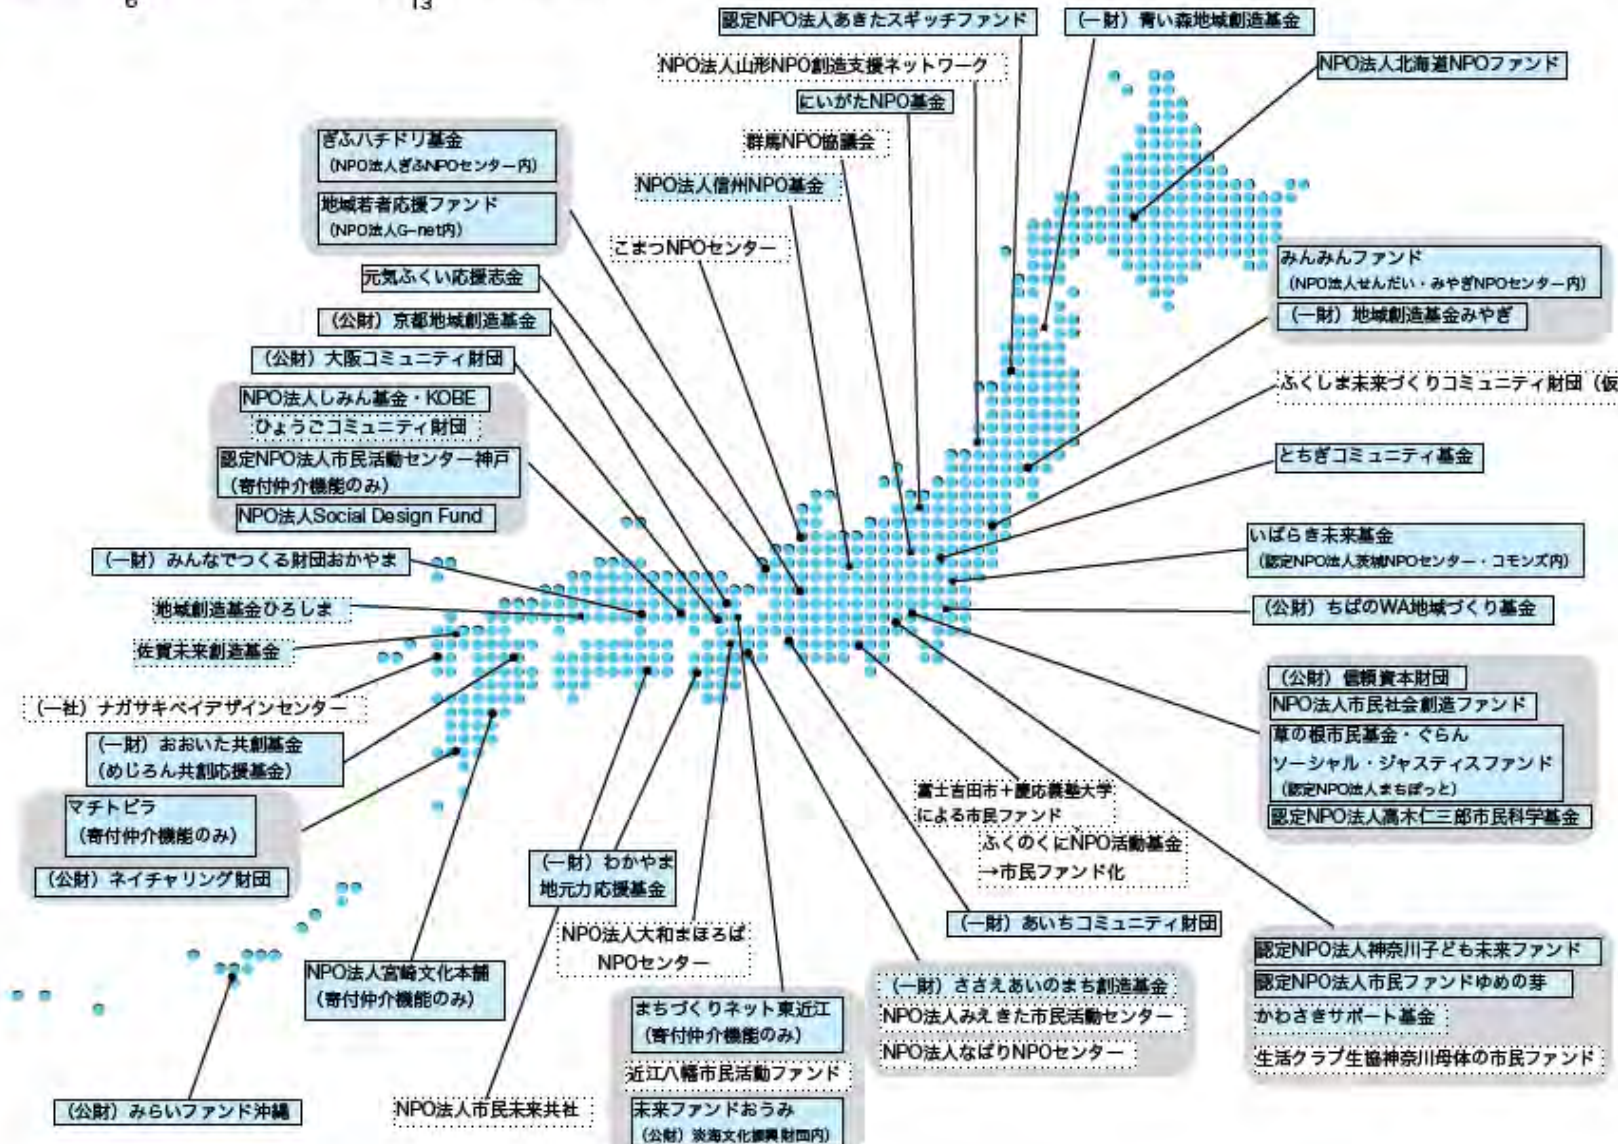 6
13
認定NPO法人あきたスギッチファンド
(一財) 青い森地域創造基金
NPO法人山形NPO創造支援ネットワーク
NPO法人北海道NPOファンド
にいがたNPO基金
群馬NPO協議会
NPO法人信州NPO基金
こまつNPOセンター
ぎふハチドリ基金
(NPO法人ぎふNPOセンター内)
地域若者応援ファンド
(NPO法人G-net内)
元気ふくい応援志金
(公財) 京都地域創造基金
(公財) 大阪コミュニティ財団
NPO法人しみん基金・KOBE
ひょうごコミュニティ財団
認定NPO法人市民活動センター神戸
(寄付仲介機能のみ)
NPO法人Social Design Fund
(一財) みんなでつくる財団おかやま
地域創造基金ひろしま
佐賀未来創造基金
(一社) ナガサキベイデザインセンター
(一財) おおいた共創基金
(めじろん共創応援基金)
マチトビラ
(寄付仲介機能のみ)
(公財) ネイチャリング財団
(公財) みらいファンド沖縄
NPO法人宮崎文化本舗
(寄付仲介機能のみ)
NPO法人市民未来共社
(一財) わかやま
地元力応援基金
NPO法人大和まほろば
NPOセンター
まちづくりネット東近江
(寄付仲介機能のみ)
近江八幡市民活動ファンド
未来ファンドおうみ
(公財) 淡海文化振興財団内)
(一財) ささえあいのまち創造基金
NPO法人みえきた市民活動センター
NPO法人なばりNPOセンター
(一財) あいちコミュニティ財団
富士吉田市+慶応義塾大学
による市民ファンド
ふくのくにNPO活動基金
→市民ファンド化
みんみんファンド
(NPO法人せんだい・みやぎNPOセンター内)
(一財) 地域創造基金みやぎ
ふくしま未来づくりコミュニティ財団 (仮
とちぎコミュニティ基金
いばらき未来基金
(認定NPO法人茨城NPOセンター・コモンズ内)
(公財) ちばのWA地域づくり基金
(公財) 信頼資本財団
NPO法人市民社会創造ファンド
草の根市民基金・ぐらん
ソーシャル・ジャスティスファンド
(認定NPO法人まちぽっと)
認定NPO法人高木仁三郎市民科学基金
認定NPO法人神奈川子ども未来ファンド
認定NPO法人市民ファンドゆめの芽
かわさきサポート基金
生活クラブ生協神奈川母体の市民ファンド